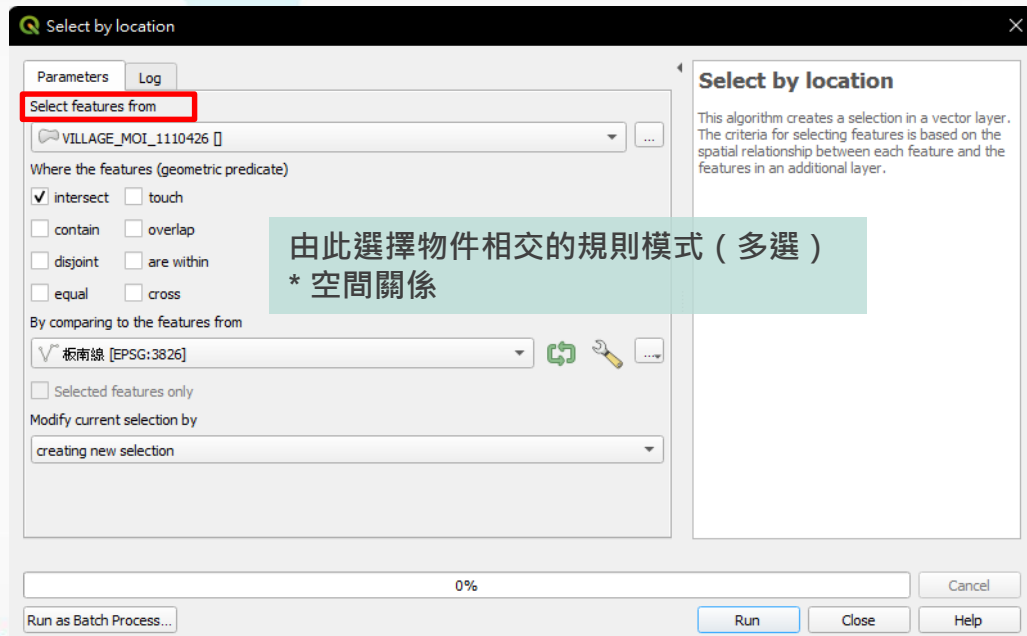 Select by location
Parameters
Log
Select features from
VILLAGE_MOI_1110426 []
...
Where the features (geometric predicate)
intersect
touch
contain
overlap
disjoint
are within
equal
cross
By comparing to the features from
板南線 [EPSG:3826]
...
Selected features only
Modify current selection by
creating new selection
由此選擇物件相交的規則模式（多選）
* 空間關係
Select by location
This algorithm creates a selection in a vector layer.
The criteria for selecting features is based on the
spatial relationship between each feature and the
features in an additional layer.
0%
Cancel
Run as Batch Process...
Run
Close
Help